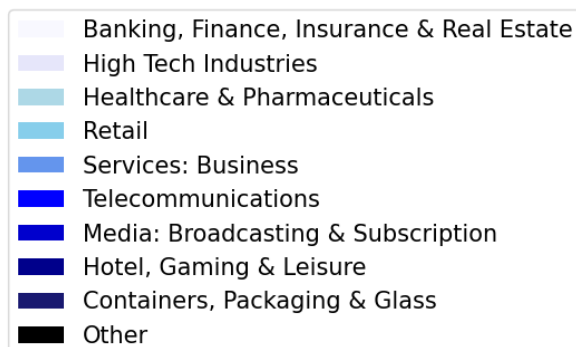 Banking, Finance, Insurance & Real Estate
High Tech Industries
Healthcare & Pharmaceuticals
Retail
Services: Business
Telecommunications
Media: Broadcasting & Subscription
Hotel, Gaming & Leisure
Containers, Packaging & Glass
Other